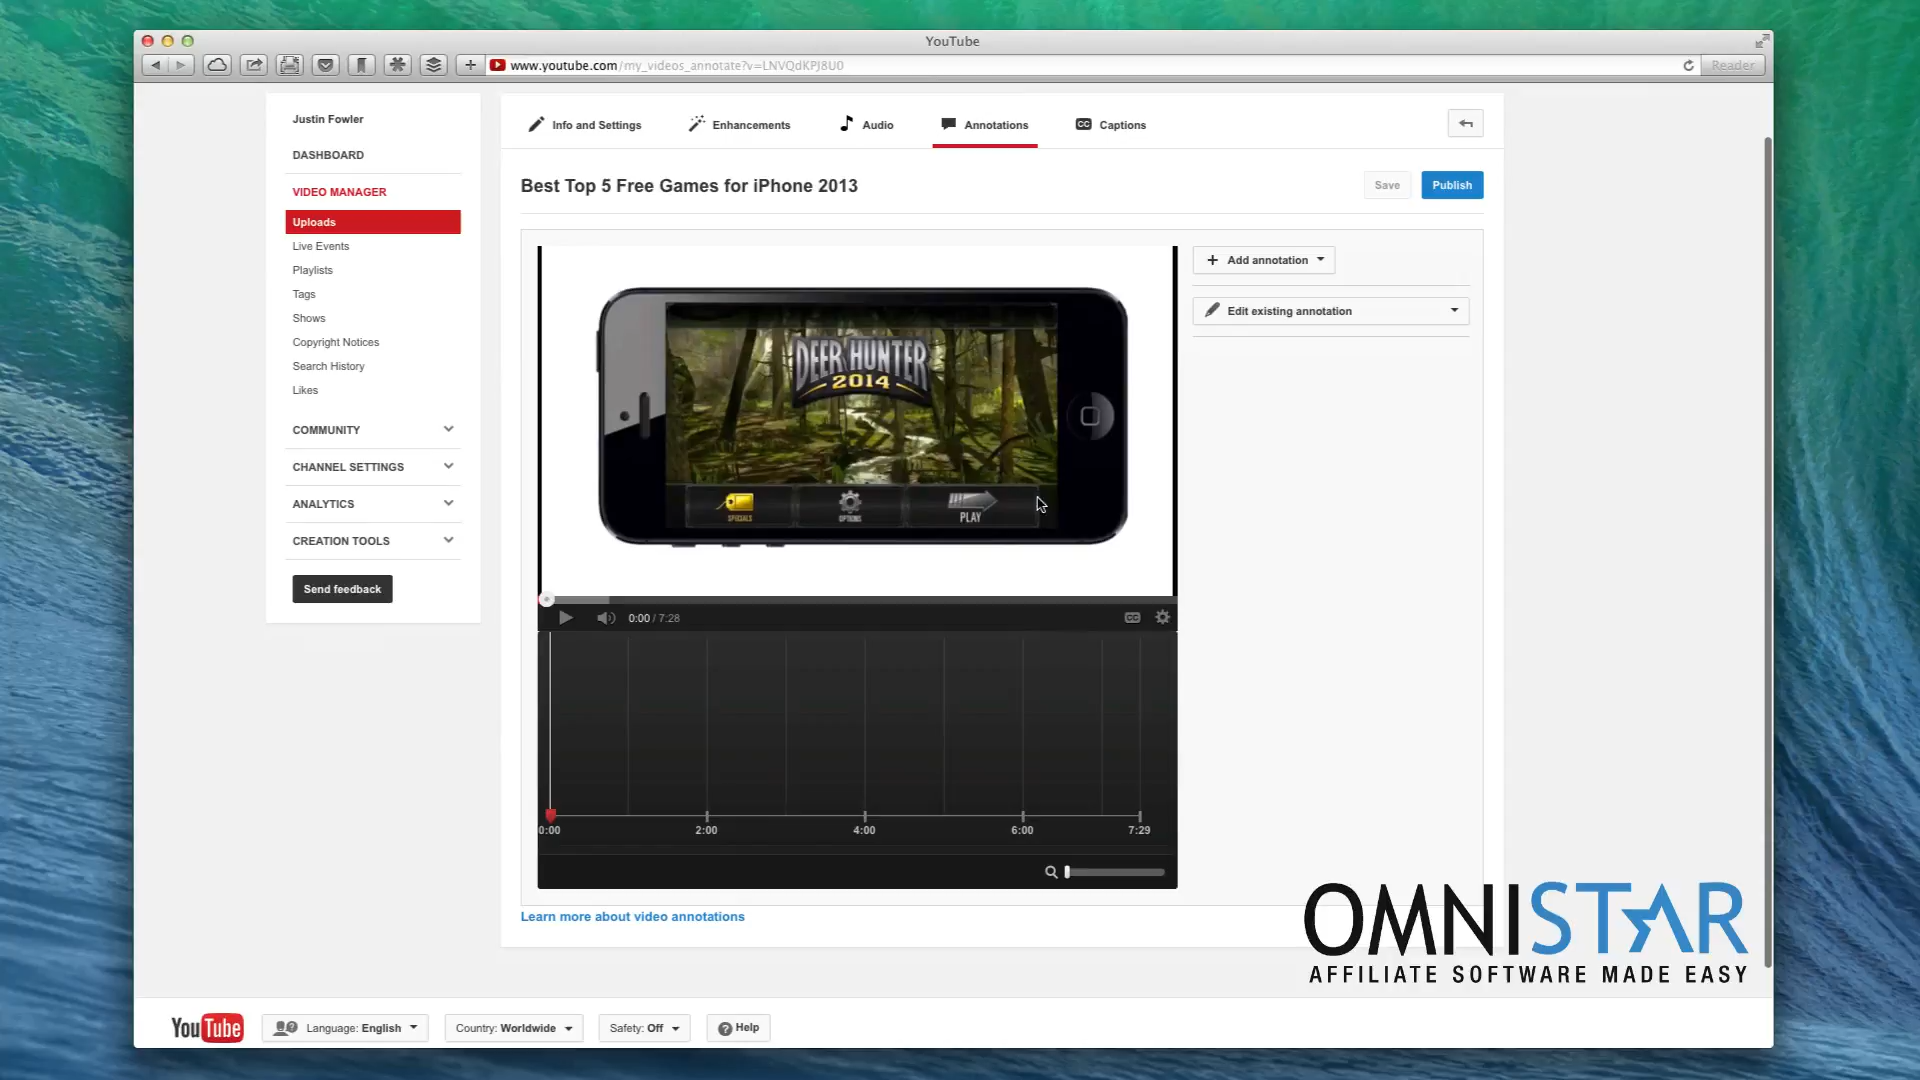 YouTube
www.youtube.com/my_videos_annotate?v=LNVQdKPJ8U0
Reader
Justin Fowler
DASHBOARD
VIDEO MANAGER
Uploads
Live Events
Playlists
Tags
Shows
Copyright Notices
Search History
Likes
COMMUNITY
CHANNEL SETTINGS
ANALYTICS
CREATION TOOLS
Send feedback
Info and Settings
Enhancements
Audio
Annotations
CC Captions
Best Top 5 Free Games for iPhone 2013
Save
Publish
+ Add annotation
Edit existing annotation
DEER HUNTER
2014
SPECIALS
OPTIONS
PLAY
0:00 / 7:28
CC
0:00
2:00
4:00
6:00
7:29
Learn more about video annotations
OMNISTAR
AFFILIATE SOFTWARE MADE EASY
YouTube
Language: English
Country: Worldwide
Safety: Off
? Help